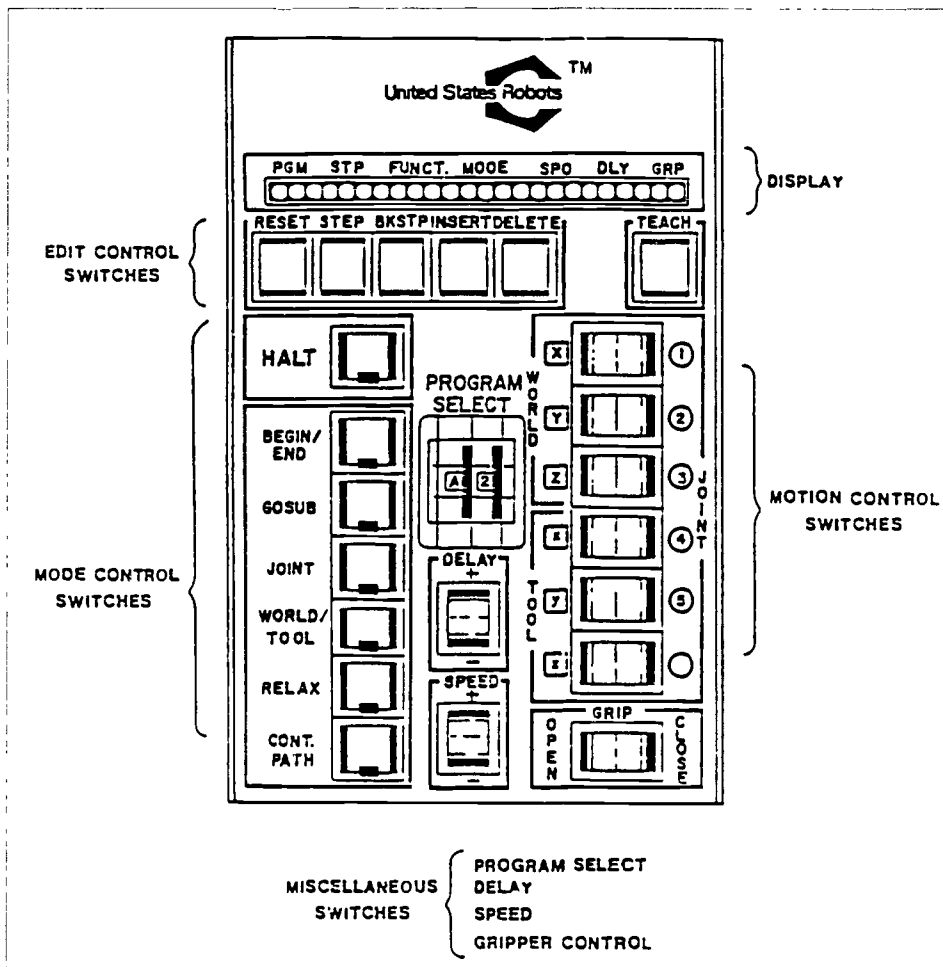 United States Robots TM
PGM STP FUNCT. MODE SPO DLY GRP
DISPLAY
RESET STEP BKSTP INSERT DELETE
TEACH
EDIT CONTROL
SWITCHES
HALT
BEGIN/
END
GOSUB
JOINT
WORLD/
TOOL
RELAX
CONT.
PATH
MODE CONTROL
SWITCHES
PROGRAM
SELECT
A 2
DELAY
+
-
SPEED
+
-
WORLD
X
Y
Z
TOOL
x
y
z
1
2
3
4
5
JOINT
MOTION CONTROL
SWITCHES
GRIP
OPEN
CLOSE
MISCELLANEOUS
SWITCHES
PROGRAM SELECT
DELAY
SPEED
GRIPPER CONTROL